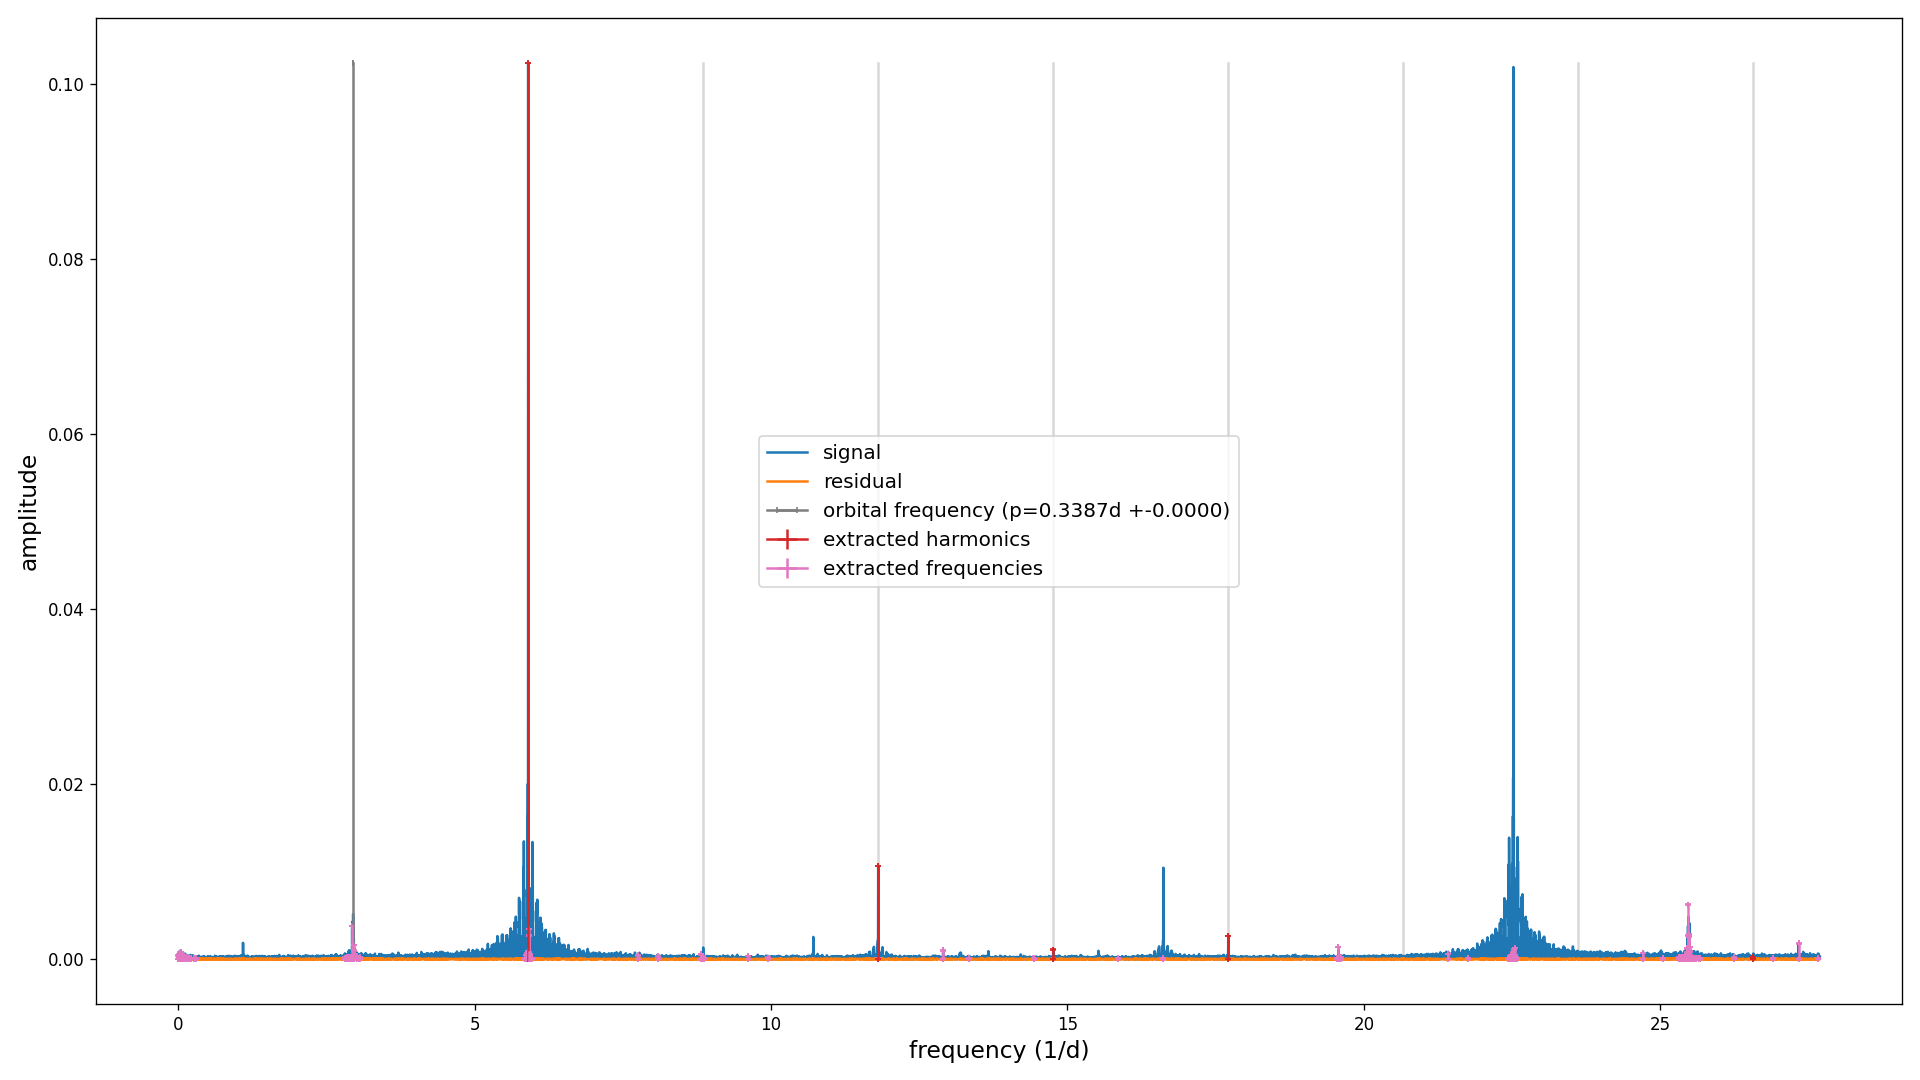 0.10
0.08
0.06
0.04
0.02
0.00
amplitude
signal
residual
orbital frequency (p=0.3387d +-0.0000)
extracted harmonics
extracted frequencies
0 5 10 15 20 25
frequency (1/d)